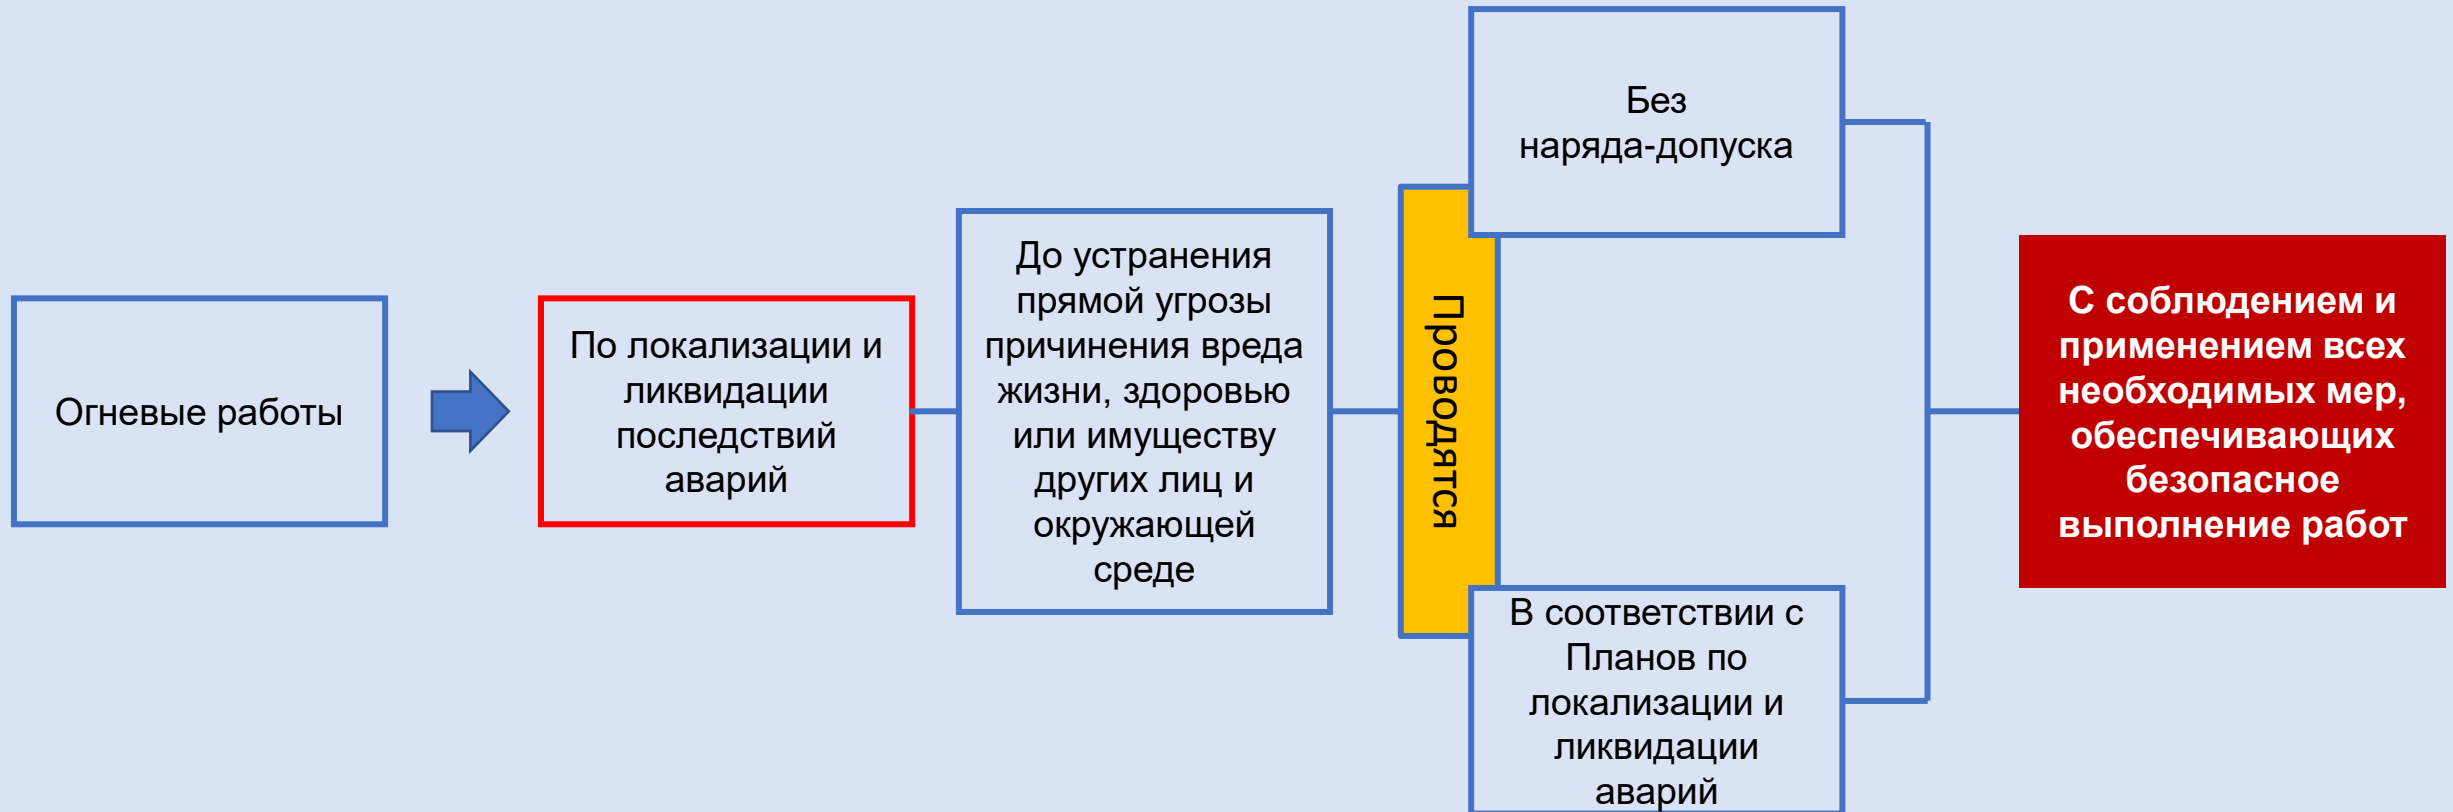 Огневые работы
По локализации и
ликвидации
последствий
аварий
До устранения
прямой угрозы
причинения вреда
жизни, здоровью
или имуществу
других лиц и
окружающей
среде
Проводятся
Без
наряда-допуска
В соответствии с
Планов по
локализации и
ликвидации
аварий
С соблюдением и
применением всех
необходимых мер,
обеспечивающих
безопасное
выполнение работ